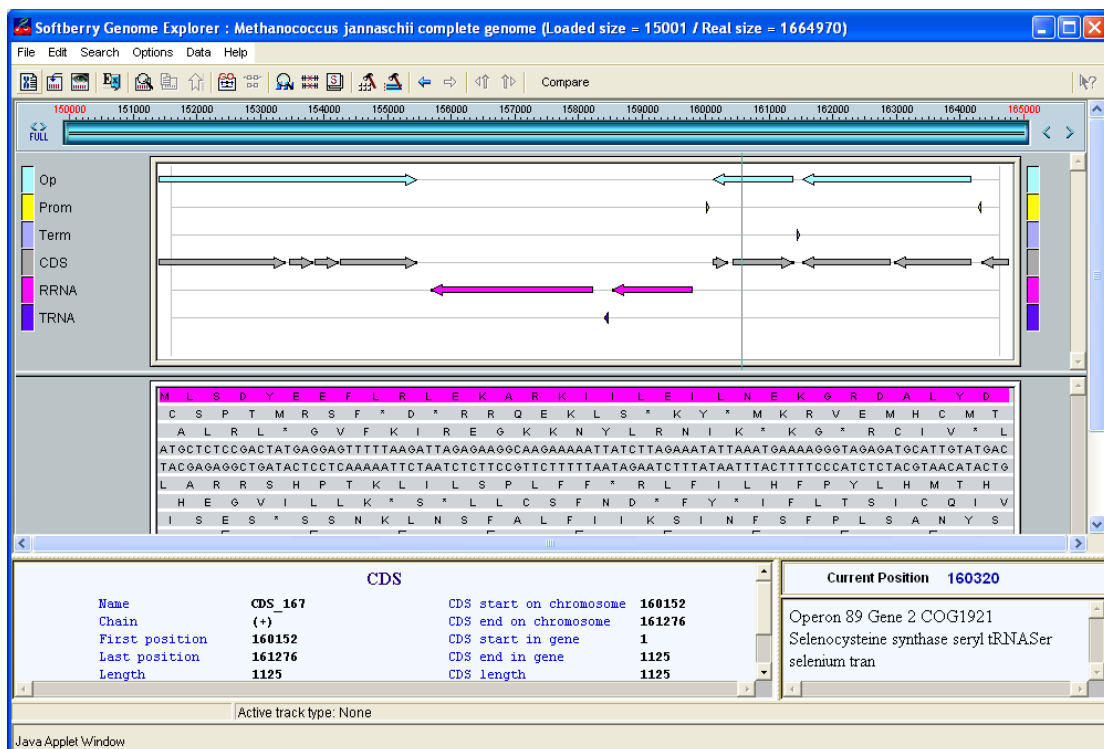 Softberry Genome Explorer : Methanococcus jannaschii complete genome (Loaded size = 15001 / Real size = 1664970)
File Edit Search Options Data Help
Compare
150000 151000 152000 153000 154000 155000 156000 157000 158000 159000 160000 161000 162000 163000 164000 165000
FULL
Op
Prom
Term
CDS
RRNA
TRNA
M L S D Y E E F L R L E K A R K I I L E I L N E K G R D A L Y D
C S P T M R S F * D * R R Q E K L S * K Y * M K R V E M H C M T
A L R L * G V F K I R E G K K N Y L R N I K * K G * R C I V * L
ATGCTCTCCGACTATGAGGAGTTTTTAAGATTAGAGAAGGCAAGAAAAATTATCTTAGAAATATTAAATGAAAAGGGTAGAGATGCATTGTATGAC
TACGAGAGGCTGATACTCCTCAAAAATTCTAATCTCTTCCGTTCTTTTTAATAGAATCTTTATAATTTACTTTTCCCATCTCTACGTAACATACTG
L A R R S H P T K L I L S P L F F * R L F I L H F P Y L H M T H
H E G V I L L K * S * L L C S F N D * F Y * I F L T S I C Q I V
I S E S * S S N K L N S F A L F I I K S I N F S F P L S A N Y S
CDS
Name CDS_167 CDS start on chromosome 160152
Chain (+) CDS end on chromosome 161276
First position 160152 CDS start in gene 1
Last position 161276 CDS end in gene 1125
Length 1125 CDS length 1125
Current Position 160320
Operon 89 Gene 2 COG1921
Selenocysteine synthase seryl tRNASer
selenium tran
Active track type: None
Java Applet Window